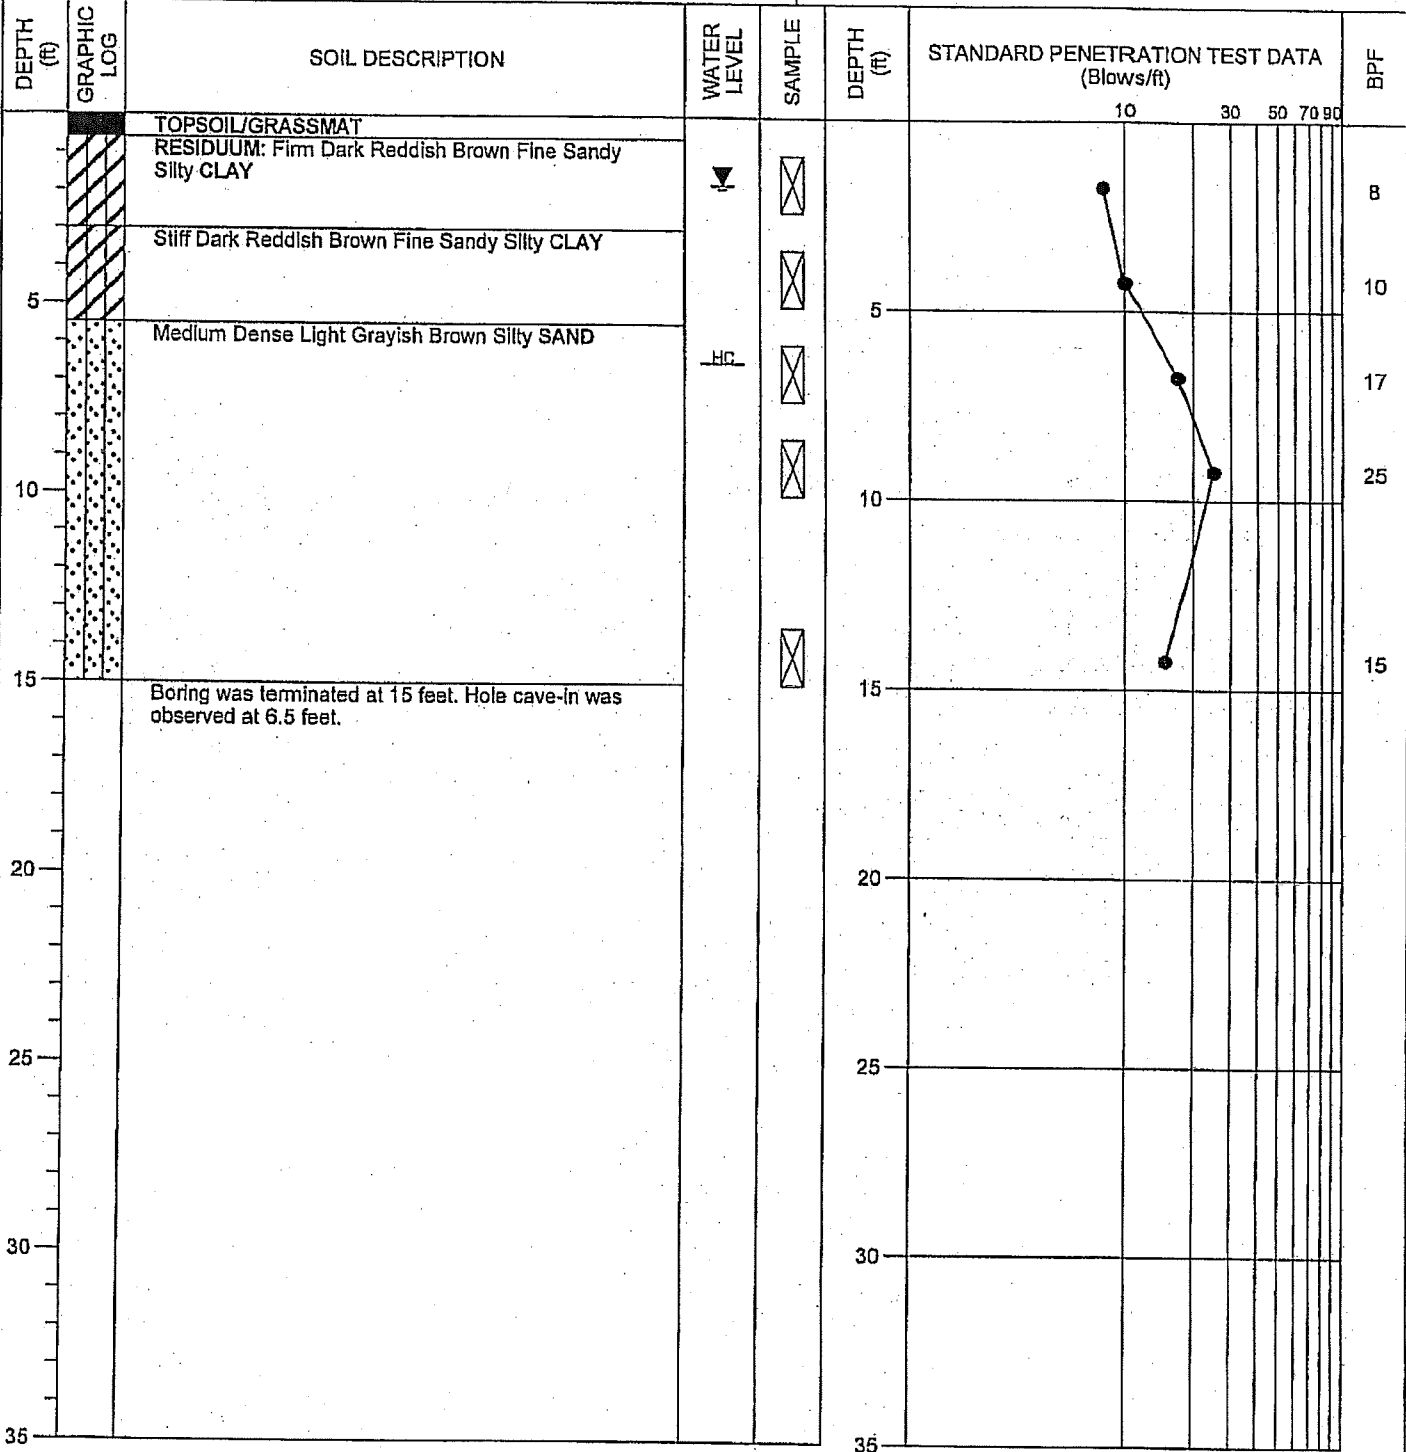 DEPTH
(ft)
GRAPHIC
LOG
SOIL DESCRIPTION
WATER
LEVEL
SAMPLE
DEPTH
(ft)
STANDARD PENETRATION TEST DATA
(Blows/ft)
BPF
10 30 50 70 90
TOPSOIL/GRASSMAT
RESIDUUM: Firm Dark Reddish Brown Fine Sandy
Silty CLAY
8
Stiff Dark Reddish Brown Fine Sandy Silty CLAY
10
5
5
Medium Dense Light Grayish Brown Silty SAND
HC
17
25
10
10
15
15
15
Boring was terminated at 15 feet. Hole cave-in was
observed at 6.5 feet.
20
20
25
25
30
30
35
35